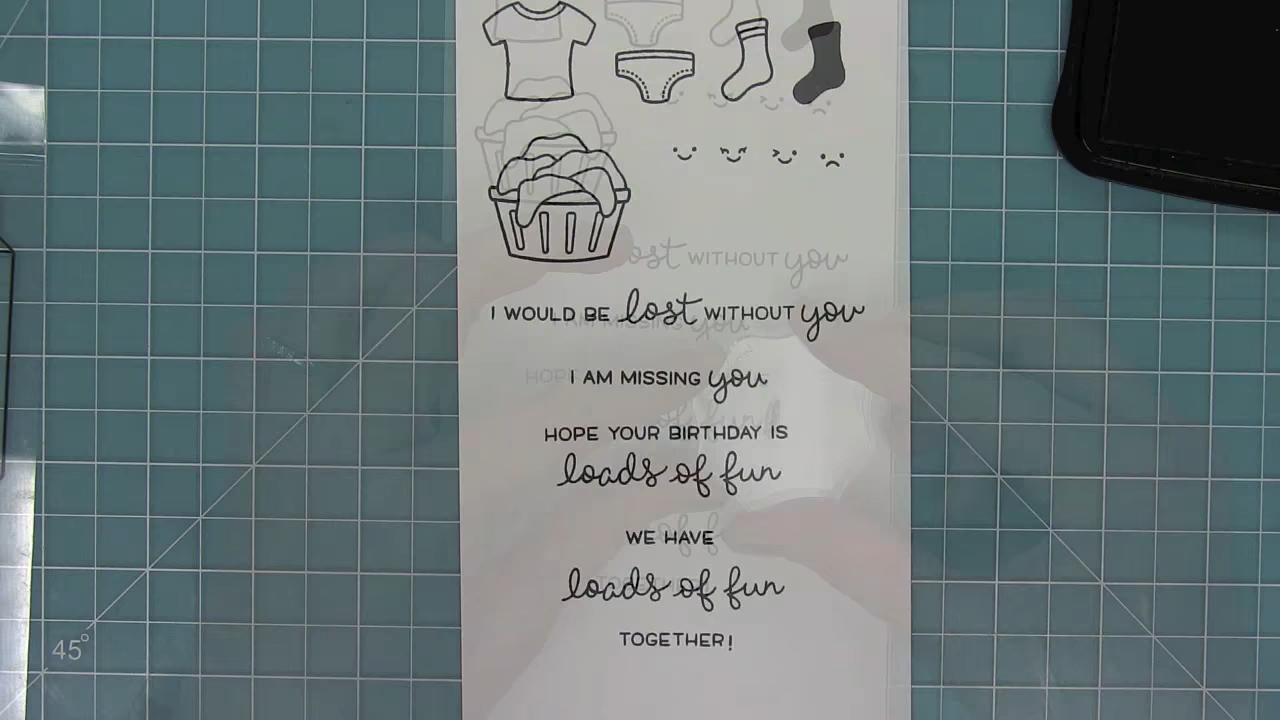 I WOULD BE lost WITHOUT you
I AM MISSING you
HOPE YOUR BIRTHDAY IS
loads of fun
WE HAVE
loads of fun
TOGETHER!
45°